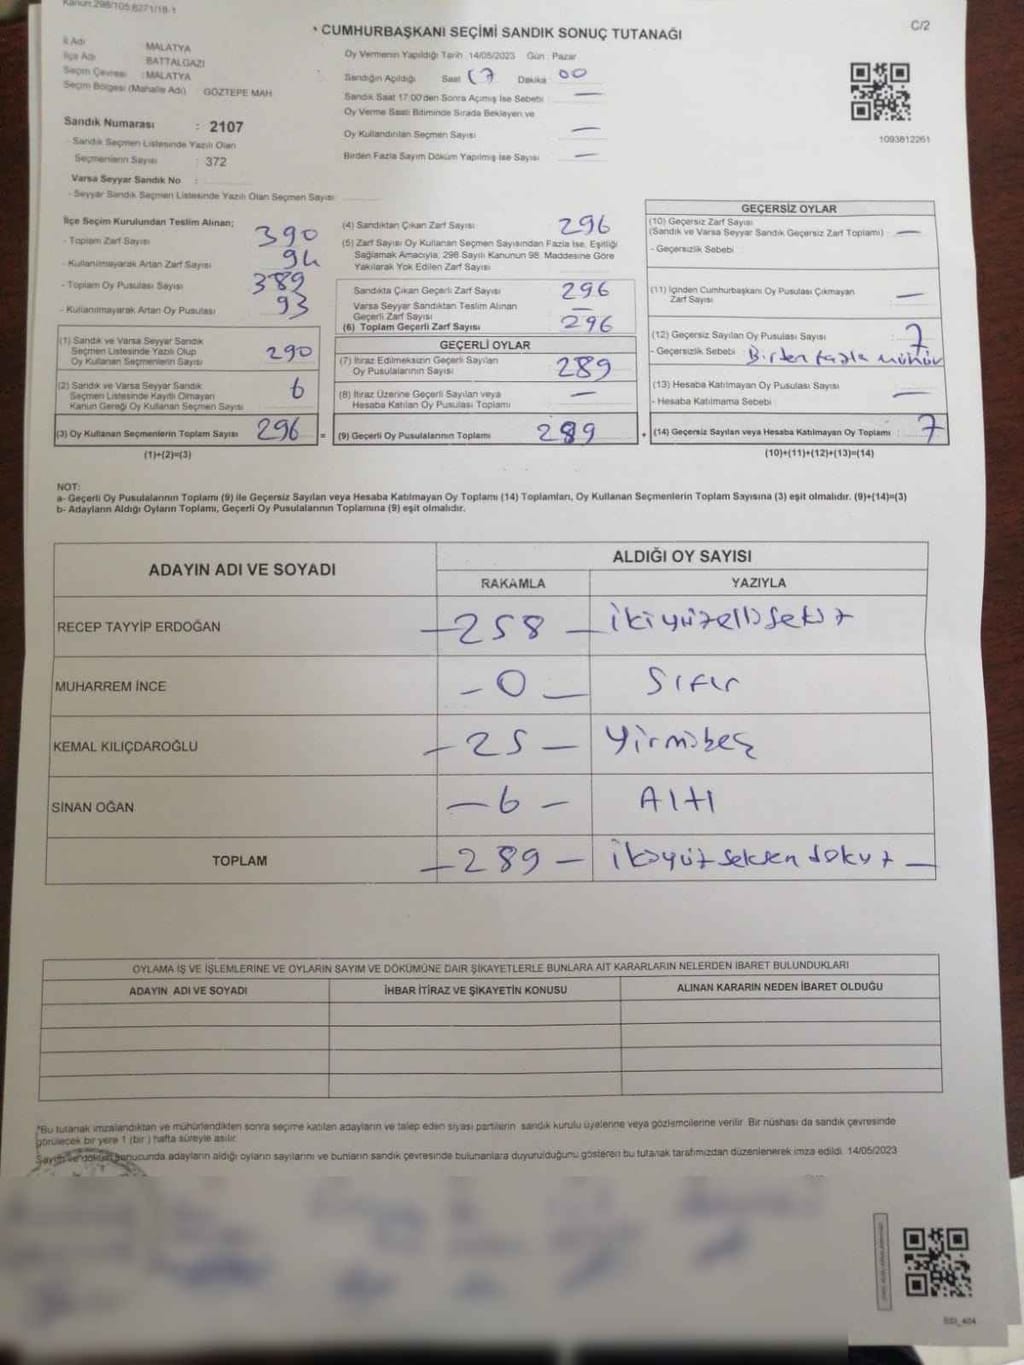 Kanun:298/105,6271/18-1
C/2
* CUMHURBAŞKANI SEÇİMİ SANDIK SONUÇ TUTANAĞI
İl Adı MALATYA
İlçe Adı BATTALGAZİ
Seçim Çevresi : MALATYA
Seçim Bölgesi (Mahalle Adı) GÖZTEPE MAH
Sandık Numarası : 2107
- Sandık Seçmen Listesinde Yazılı Olan
Seçmenlerin Sayısı : 372
Varsa Seyyar Sandık No :
- Seyyar Sandık Seçmen Listesinde Yazılı Olan Seçmen Sayısı
Oy Vermenin Yapıldığı Tarih 14/05/2023 Gün : Pazar
Sandığın Açıldığı Saat 17 Dakika 00
Sandık Saat 17:00'den Sonra Açılmış İse Sebebi —
Oy Verme Saati Bitiminde Sırada Bekleyen ve
Oy Kullandırılan Seçmen Sayısı —
Birden Fazla Sayım Döküm Yapılmış İse Sayısı —
1093812261
İlçe Seçim Kurulundan Teslim Alınan;
- Toplam Zarf Sayısı 390
- Kullanılmayarak Artan Zarf Sayısı 94
- Toplam Oy Pusulası Sayısı 389
- Kullanılmayarak Artan Oy Pusulası 93
(1) Sandık ve Varsa Seyyar Sandık
Seçmen Listesinde Yazılı Olup
Oy Kullanan Seçmenlerin Sayısı 290
(2) Sandık ve Varsa Seyyar Sandık
Seçmen Listesinde Kayıtlı Olmayan
Kanun Gereği Oy Kullanan Seçmen Sayısı 6
(3) Oy Kullanan Seçmenlerin Toplam Sayısı 296 =
(1)+(2)=(3)
(4) Sandıktan Çıkan Zarf Sayısı 296
(5) Zarf Sayısı Oy Kullanan Seçmen Sayısından Fazla İse, Eşitliği
Sağlamak Amacıyla, 298 Sayılı Kanunun 98. Maddesine Göre
Yakılarak Yok Edilen Zarf Sayısı
Sandıkta Çıkan Geçerli Zarf Sayısı 296
Varsa Seyyar Sandıktan Teslim Alınan
Geçerli Zarf Sayısı —
(6) Toplam Geçerli Zarf Sayısı 296
GEÇERLİ OYLAR
(7) İtiraz Edilmeksizin Geçerli Sayılan
Oy Pusulalarının Sayısı 289
(8) İtiraz Üzerine Geçerli Sayılan veya
Hesaba Katılan Oy Pusulası Toplamı —
(9) Geçerli Oy Pusulalarının Toplamı 289 +
GEÇERSİZ OYLAR
(10) Geçersiz Zarf Sayısı
(Sandık ve Varsa Seyyar Sandık Geçersiz Zarf Toplamı) —
- Geçersizlik Sebebi
(11) İçinden Cumhurbaşkanı Oy Pusulası Çıkmayan
Zarf Sayısı —
(12) Geçersiz Sayılan Oy Pusulası Sayısı 7
- Geçersizlik Sebebi Birden fazla mühür
(13) Hesaba Katılmayan Oy Pusulası Sayısı —
- Hesaba Katılmama Sebebi
(14) Geçersiz Sayılan veya Hesaba Katılmayan Oy Toplamı : 7
(10)+(11)+(12)+(13)=(14)
NOT:
a- Geçerli Oy Pusulalarının Toplamı (9) ile Geçersiz Sayılan veya Hesaba Katılmayan Oy Toplamı (14) Toplamları, Oy Kullanan Seçmenlerin Toplam Sayısına (3) eşit olmalıdır. (9)+(14)=(3)
b- Adayların Aldığı Oyların Toplamı, Geçerli Oy Pusulalarının Toplamına (9) eşit olmalıdır.
ADAYIN ADI VE SOYADI
ALDIĞI OY SAYISI
RAKAMLA YAZIYLA
RECEP TAYYİP ERDOĞAN — 258 — ikiyüzellisekiz
MUHARREM İNCE — 0 — Sıfır
KEMAL KILIÇDAROĞLU — 25 — Yirmibeş
SİNAN OĞAN — 6 — Altı
TOPLAM — 289 — ikiyüz seksen dokuz —
OYLAMA İŞ VE İŞLEMLERİNE VE OYLARIN SAYIM VE DÖKÜMÜNE DAİR ŞİKAYETLERLE BUNLARA AİT KARARLARIN NELERDEN İBARET BULUNDUKLARI
ADAYIN ADI VE SOYADI İHBAR İTİRAZ VE ŞİKAYETİN KONUSU ALINAN KARARIN NEDEN İBARET OLDUĞU
*Bu tutanak imzalandıktan ve mühürlendikten sonra seçime katılan adayların ve talep eden siyasi partilerin sandık kurulu üyelerine veya gözlemcilerine verilir. Bir nüshası da sandık çevresinde
görülecek bir yere 1 (bir) hafta süreyle asılır.
Sayım ve döküm sonucunda adayların aldığı oyların sayılarını ve bunların sandık çevresinde bulunanlara duyurulduğunu gösteren bu tutanak tarafımızdan düzenlenerek imza edildi. 14/05/2023